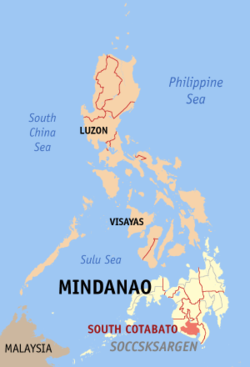 Philippine
Sea
South
China
Sea
LUZON
VISAYAS
Sulu Sea
MINDANAO
SOUTH COTABATO
SOCCSKSARGEN
MALAYSIA